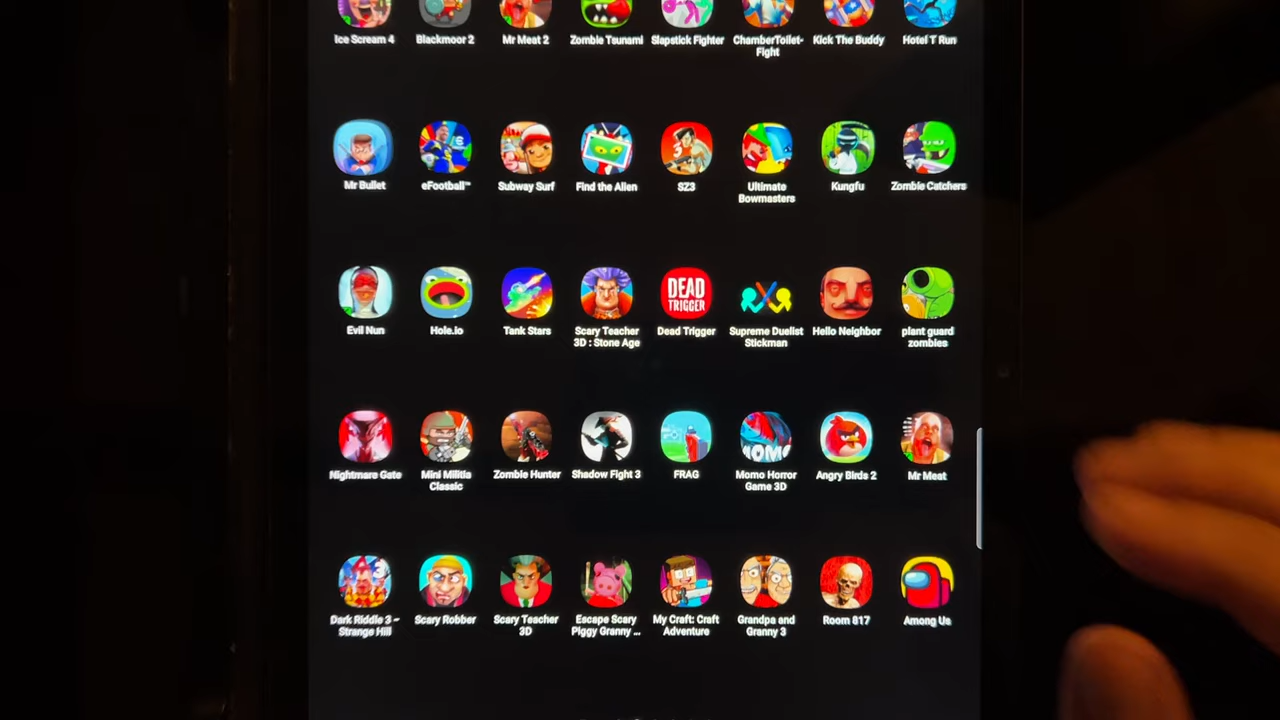 Ice Scream 4 Blackmoor 2 Mr Meat 2 Zombie Tsunami Slapstick Fighter ChamberToilet- Kick The Buddy Hotel T Run
Fight
Mr Bullet eFootball™ Subway Surf Find the Alien SZ3 Ultimate Kungfu Zombie Catchers
Bowmasters
DEAD
TRIGGER
Evil Nun Hole.io Tank Stars Scary Teacher Dead Trigger Supreme Duelist Hello Neighbor plant guard
3D : Stone Age Stickman zombies
MOMO
Nightmare Gate Mini Militia Zombie Hunter Shadow Fight 3 FRAG Momo Horror Angry Birds 2 Mr Meat
Classic Game 3D
3
Dark Riddle 3 - Scary Robber Scary Teacher Escape Scary My Craft: Craft Grandpa and Room 817 Among Us
Strange Hill 3D Piggy Granny ... Adventure Granny 3